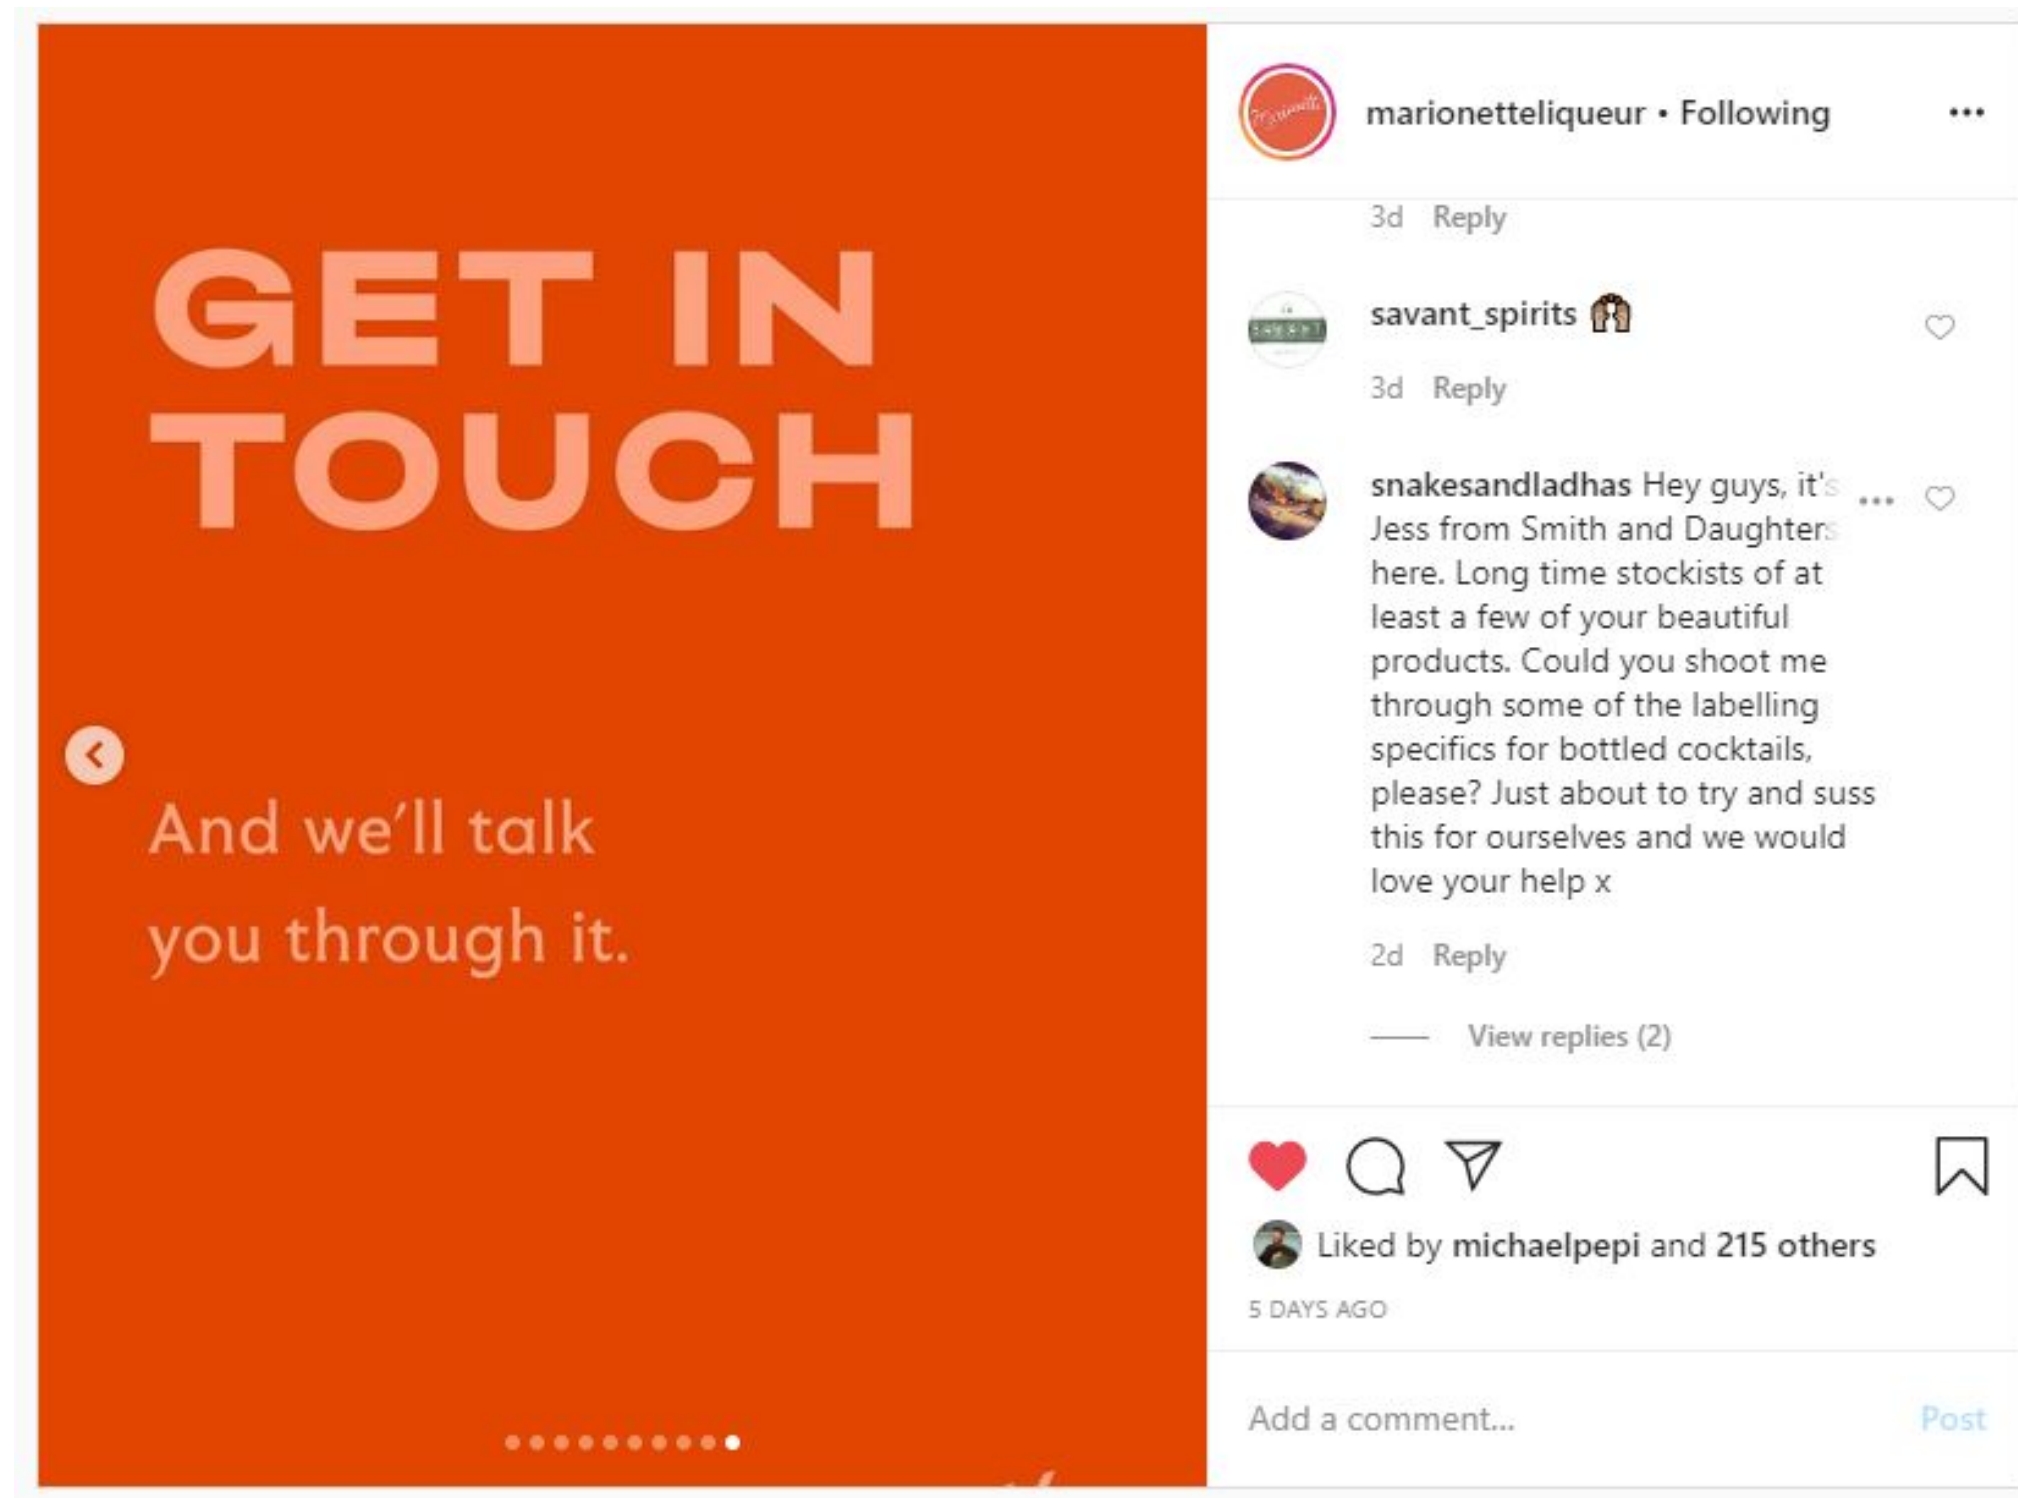 GET IN
TOUCH
And we'll talk
you through it.
marionetteliqueur • Following
3d Reply
savant_spirits
3d Reply
snakesandladhas Hey guys, it's
Jess from Smith and Daughters
here. Long time stockists of at
least a few of your beautiful
products. Could you shoot me
through some of the labelling
specifics for bottled cocktails,
please? Just about to try and suss
this for ourselves and we would
love your help x
2d Reply
View replies (2)
Liked by michaelpepi and 215 others
5 DAYS AGO
Add a comment...
Post